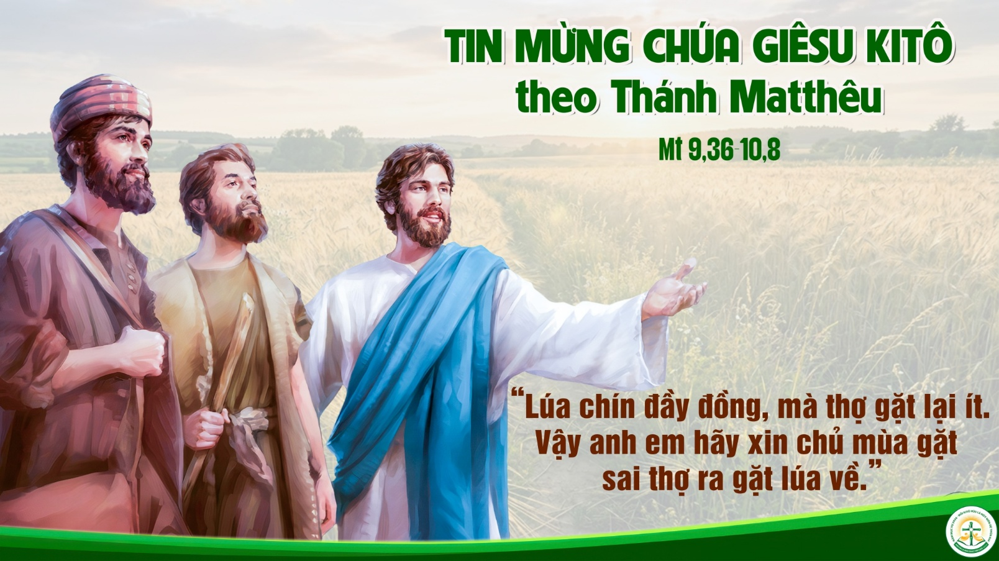 TIN MỪNG CHÚA GIÊSU KITÔ
theo Thánh Matthêu
Mt 9,36-10,8
“Lúa chín đầy đồng, mà thợ gặt lại ít.
Vậy anh em hãy xin chủ mùa gặt
sai thợ ra gặt lúa về.”